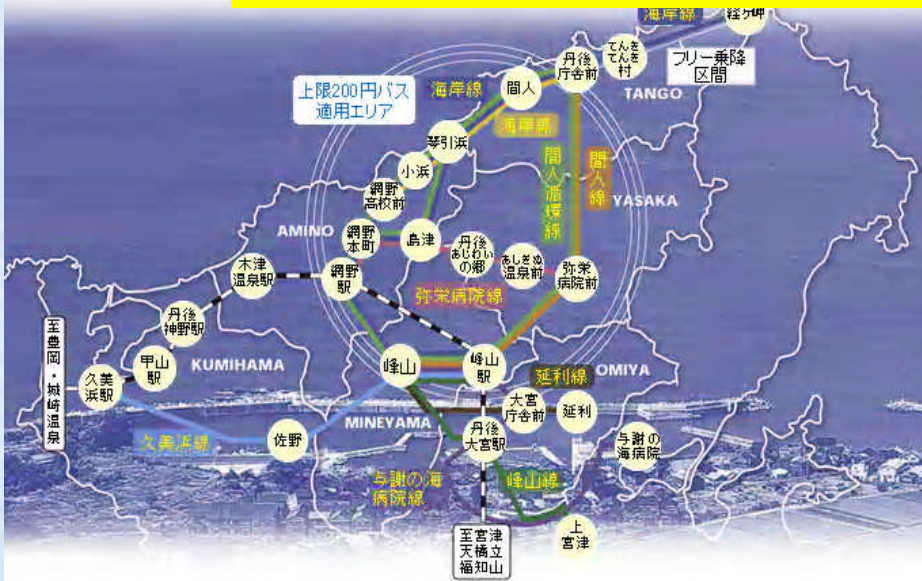 海岸線
経ヶ岬
フリー乗降
区間
てんき
てんき
村
丹後
庁舎前
TANGO
上限200円バス
適用エリア
海岸線
間人
海岸線
琴引浜
小浜
網野
高校前
間人循環線
間人線
YASAKA
AMINO
網野
本町
島津
丹後
あじわい
の郷
あしぎぬ
温泉前
弥栄
病院前
木津
温泉駅
網野
駅
弥栄病院線
丹後
神野駅
至豊岡・城崎温泉
久美
浜駅
甲山
駅
KUMIHAMA
峰山
峰山
駅
延利線
OMIYA
大宮
庁舎前
延利
MINEYAMA
丹後
大宮駅
与謝の
海病院
久美浜線
佐野
与謝の海
病院線
峰山線
上
宮津
至宮津
天橋立
福知山